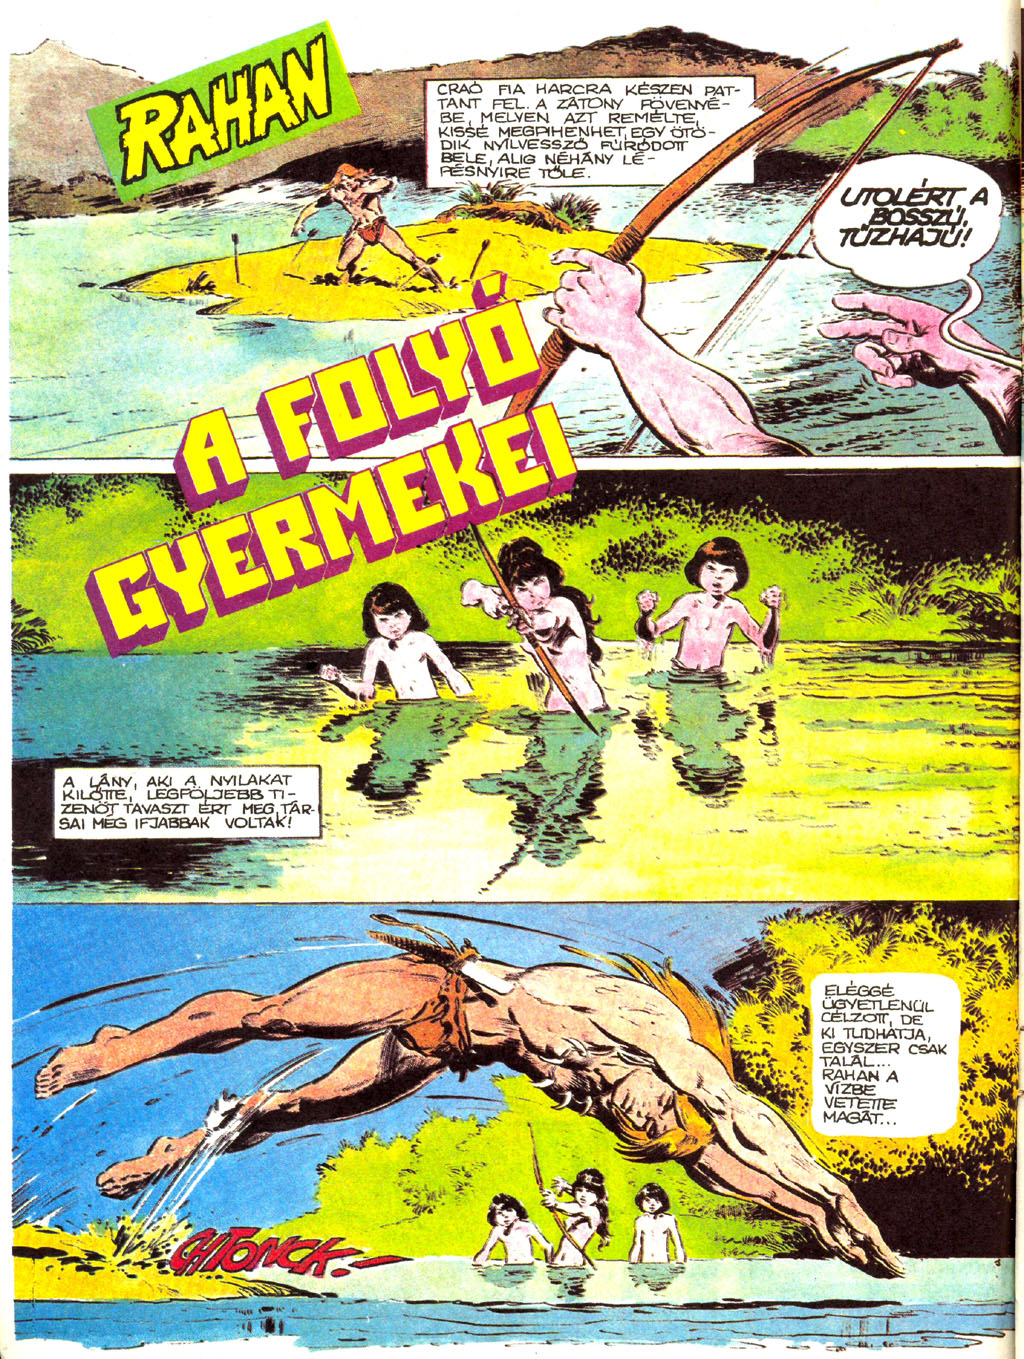 RAHAN
CRAÓ FIA HARCRA KÉSZEN PAT-
TANT FEL. A ZÁTONY FÖVENYÉ-
BE, MELYEN AZT REMÉLTE,
KISSÉ MEGPIHENHET, EGY ÖTÖ-
DIK NYÍLVESSZŐ FÚRÓDOTT
BELE, ALIG NÉHÁNY LÉ-
PÉSNYIRE TŐLE.
UTOLÉRT A
BOSSZÚ,
TŰZHAJÚ!
A FOLYÓ
GYERMEKEI
A LÁNY, AKI A NYILAKAT
KILŐTTE, LEGFÖLJEBB TI-
ZENÖT TAVASZT ÉRT MEG, TÁR-
SAI MÉG IFJABBAK VOLTAK!
ELÉGGÉ
ÜGYETLENÜL
CÉLZOTT, DE
KI TUDHATJA,
EGYSZER CSAK
TALÁL...
RAHAN A
VÍZBE
VETETTE
MAGÁT...
CHTONCK!